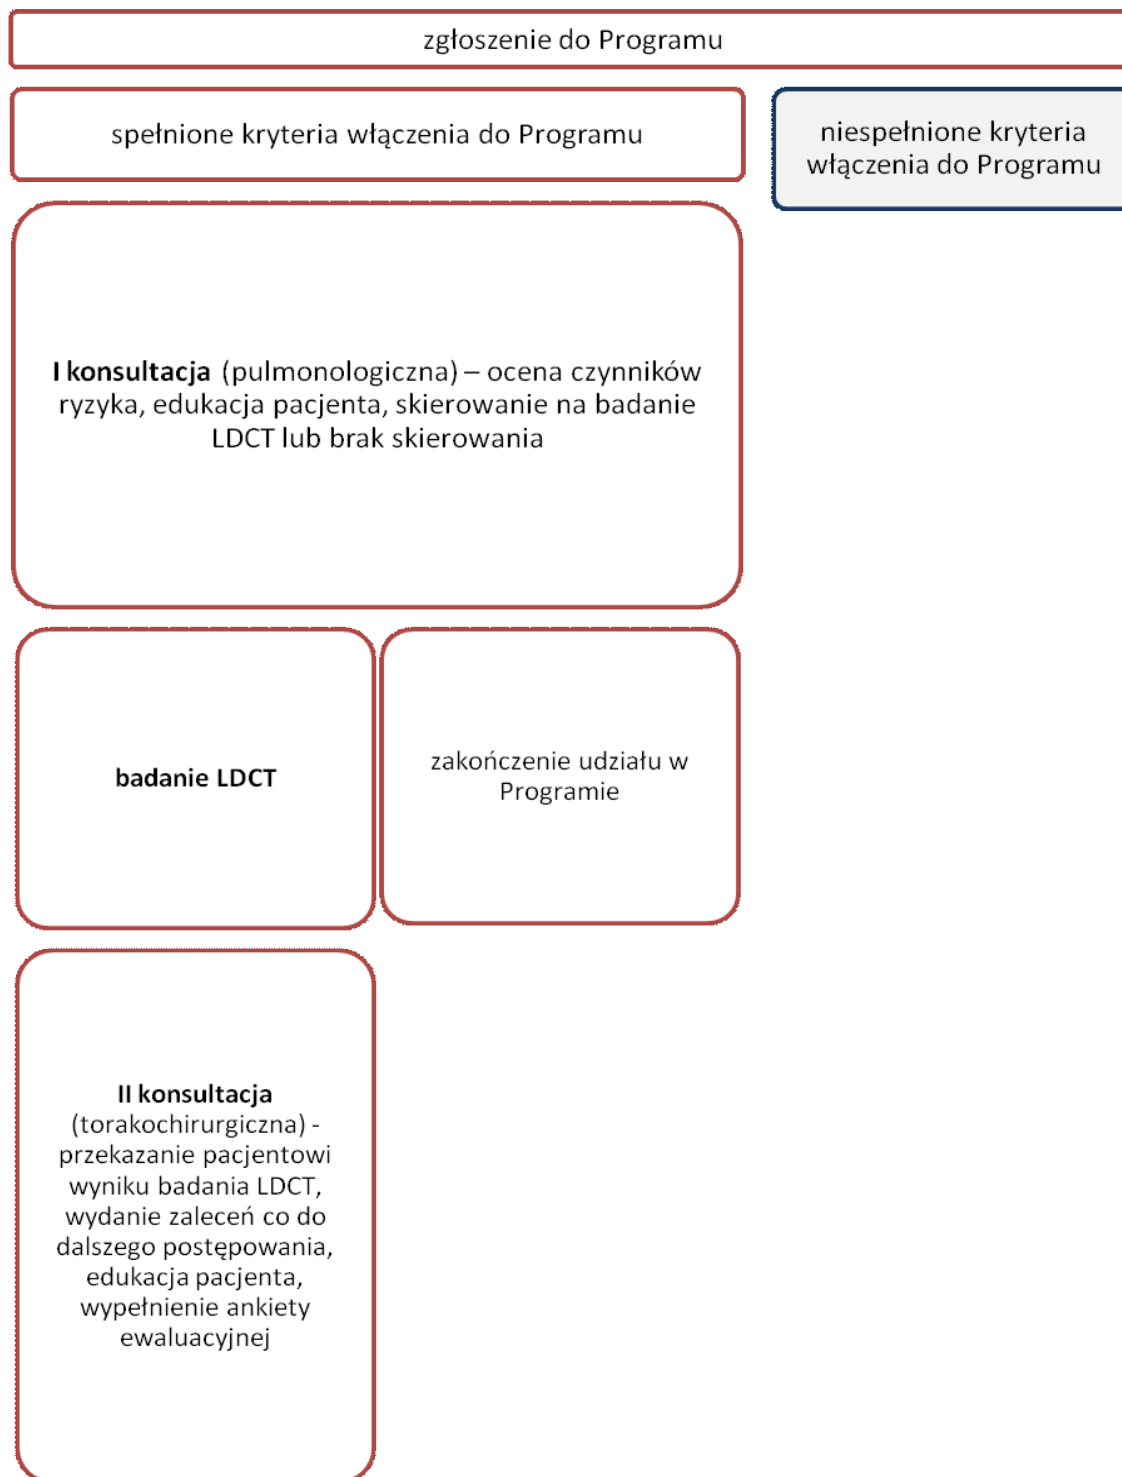 zgłoszenie do Programu
spełnione kryteria włączenia do Programu
niespełnione kryteria
włączenia do Programu
I konsultacja (pulmonologiczna) – ocena czynników
ryzyka, edukacja pacjenta, skierowanie na badanie
LDCT lub brak skierowania
badanie LDCT
zakończenie udziału w
Programie
II konsultacja
(torakochirurgiczna) -
przekazanie pacjentowi
wyniku badania LDCT,
wydanie zaleceń co do
dalszego postępowania,
edukacja pacjenta,
wypełnienie ankiety
ewaluacyjnej